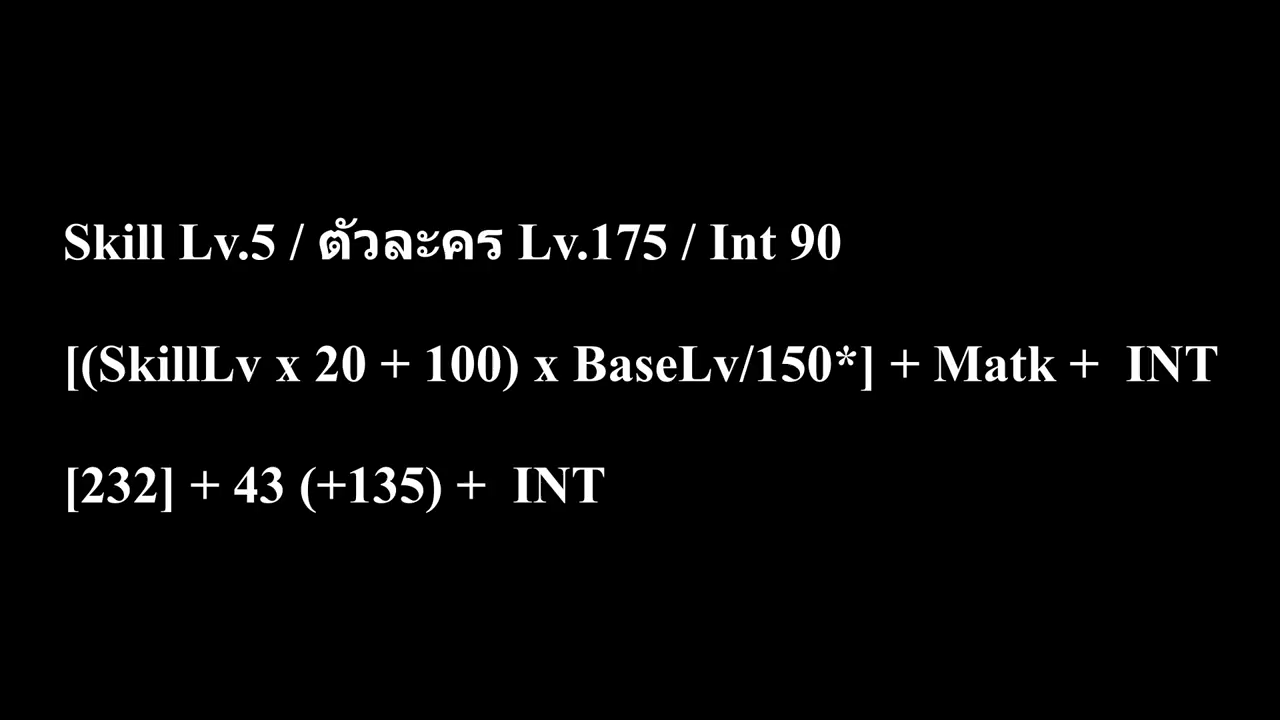 Skill Lv.5 / ตัวละคร Lv.175 / Int 90
[(SkillLv x 20 + 100) x BaseLv/150*] + Matk + INT
[232] + 43 (+135) + INT